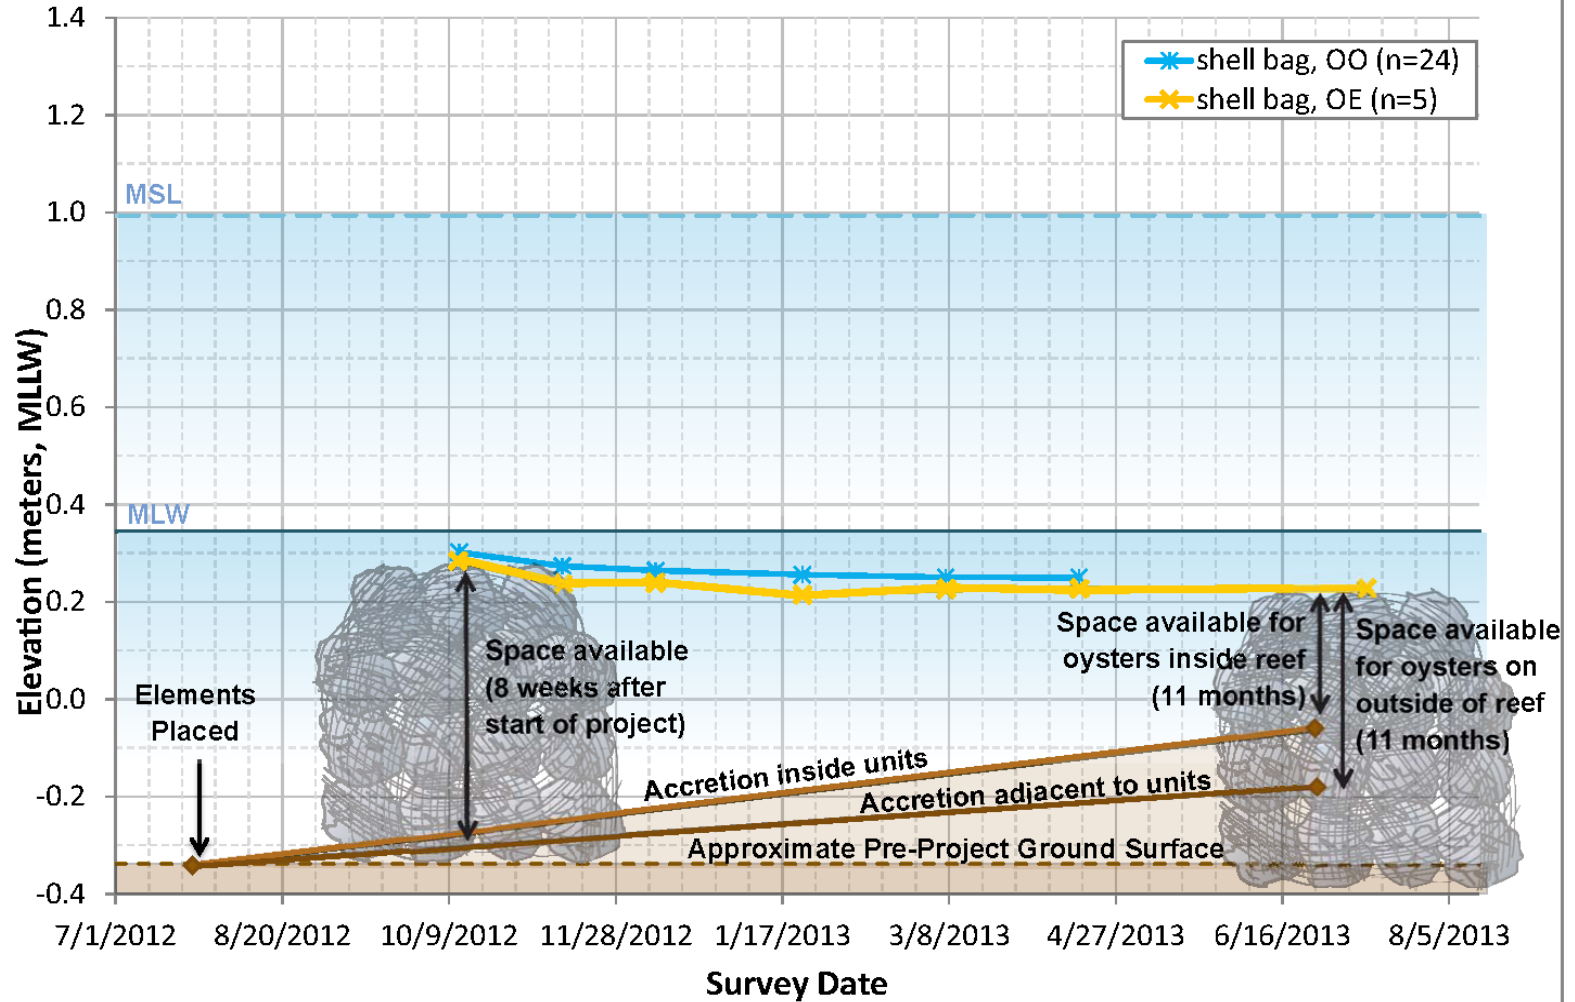 1.4
1.2
1.0
0.8
0.6
0.4
0.2
0.0
-0.2
-0.4
Elevation (meters, MLLW)
shell bag, OO (n=24)
shell bag, OE (n=5)
MSL
MLW
Elements
Placed
Space available
(8 weeks after
start of project)
Space available for
oysters inside reef
(11 months)
Space available
for oysters on
outside of reef
(11 months)
Accretion inside units
Accretion adjacent to units
Approximate Pre-Project Ground Surface
7/1/2012
8/20/2012
10/9/2012
11/28/2012
1/17/2013
3/8/2013
4/27/2013
6/16/2013
8/5/2013
Survey Date